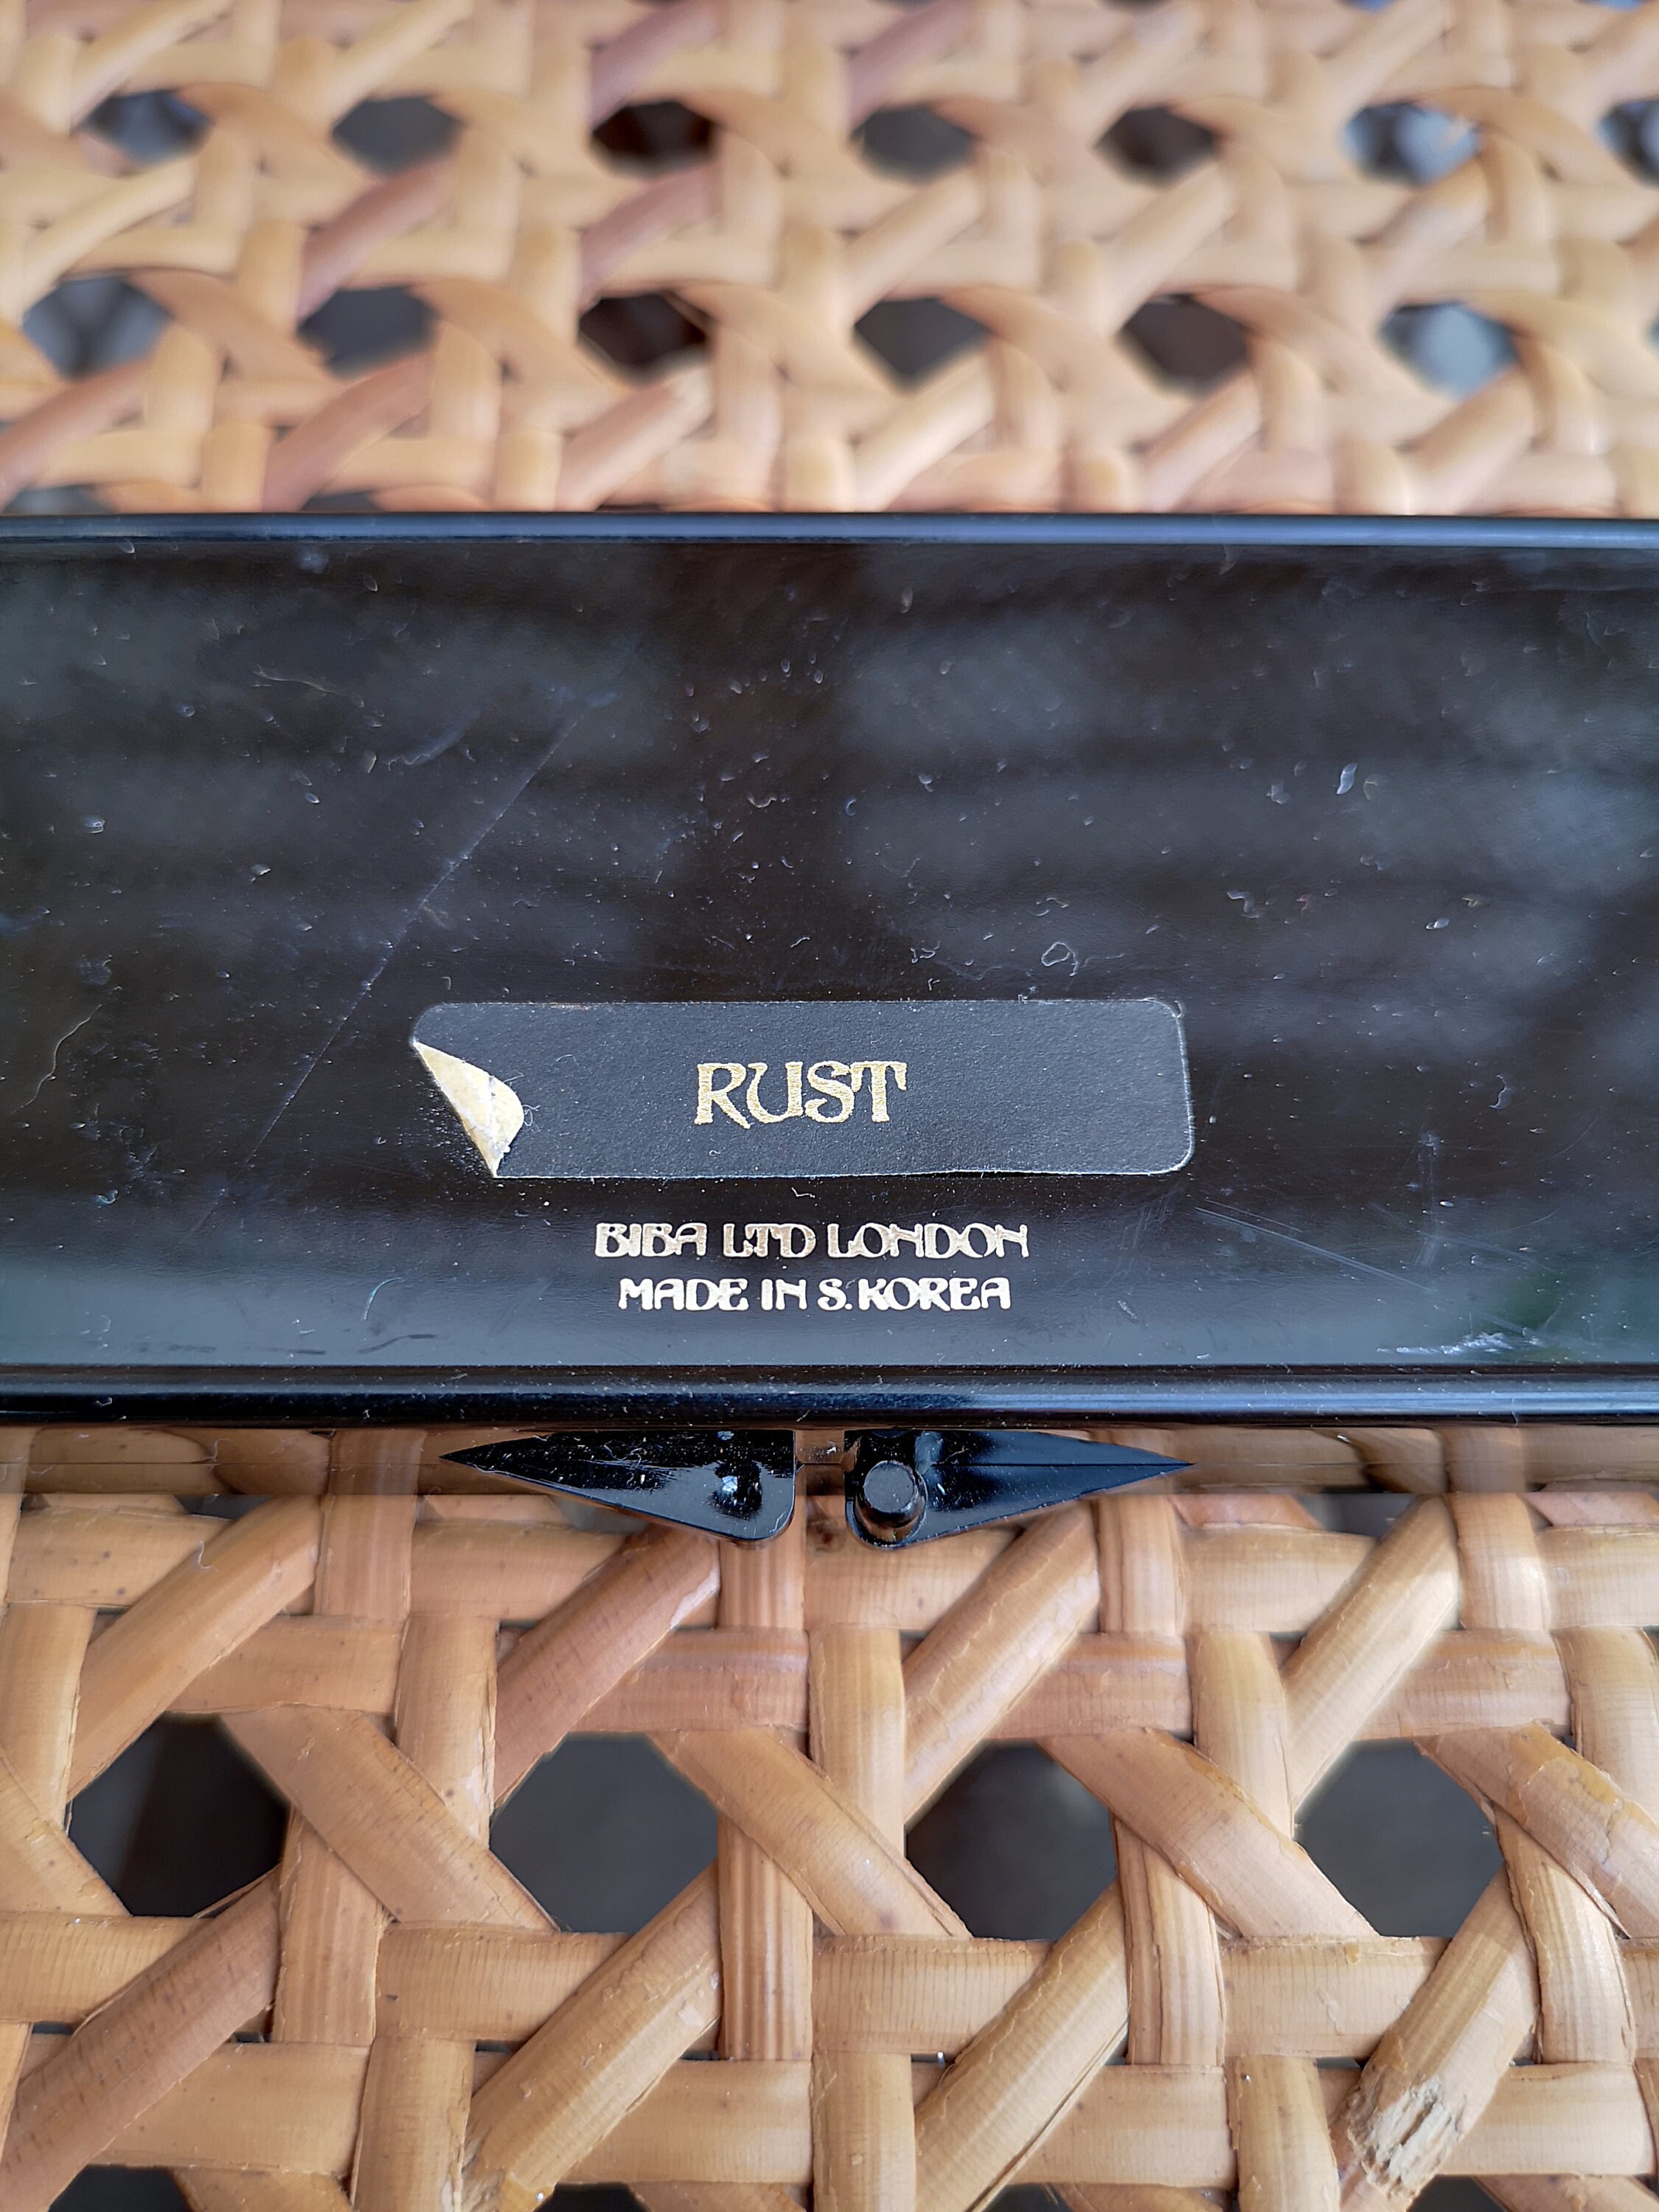 RUST
BIBA LTD LONDON
MADE IN S. KOREA